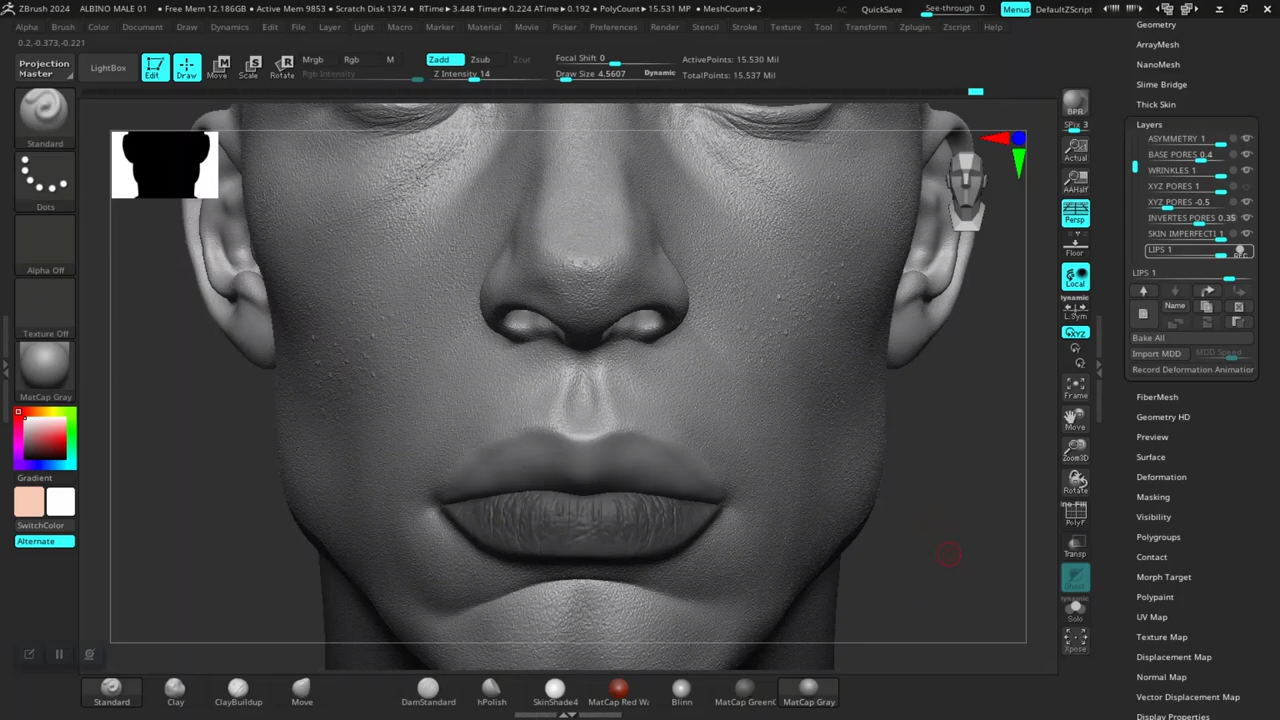 ZBrush 2024 ALBINO MALE 01 • Free Mem 12.186GB • Active Mem 9853 • Scratch Disk 1374 • RTime▸3.448 Timer▸0.224 ATime▸0.192 • PolyCount▸15.531 MP • MeshCount▸2 AC QuickSave See-through 0 Menus DefaultZScript
Alpha Brush Color Document Draw Dynamics Edit File Layer Light Macro Marker Material Movie Picker Preferences Render Stencil Stroke Texture Tool Transform Zplugin Zscript Help
0.2,-0.373,-0.221
Projection Master
LightBox
Edit
Draw
Move
Scale
Rotate
Mrgb Rgb M
Rgb Intensity
Zadd Zsub Zcut
Z Intensity 14
Focal Shift 0
Draw Size 4.5607 Dynamic
ActivePoints: 15.530 Mil
TotalPoints: 15.537 Mil
Standard
Dots
Alpha Off
Texture Off
MatCap Gray
Gradient
SwitchColor
Alternate
BPR
SPix 3
Actual
AAHalf
Persp
Floor
Local
Dynamic
L.Sym
XYZ
Frame
Move
Zoom3D
Rotate
PolyF
Transp
Ghost
Dynamic
Solo
Xpose
Geometry
ArrayMesh
NanoMesh
Slime Bridge
Thick Skin
Layers
ASYMMETRY 1
BASE PORES 0.4
WRINKLES 1
XYZ PORES 1
XYZ PORES -0.5
INVERTES PORES 0.35
SKIN IMPERFECTI 1
LIPS 1
REC
LIPS 1
Name
Bake All
Import MDD MDD Speed
Record Deformation Animation
FiberMesh
Geometry HD
Preview
Surface
Deformation
Masking
Visibility
Polygroups
Contact
Morph Target
Polypaint
UV Map
Texture Map
Displacement Map
Normal Map
Vector Displacement Map
Display Properties
Standard
Clay
ClayBuildup
Move
DamStandard
hPolish
SkinShade4
MatCap Red Wa
Blinn
MatCap GreenC
MatCap Gray